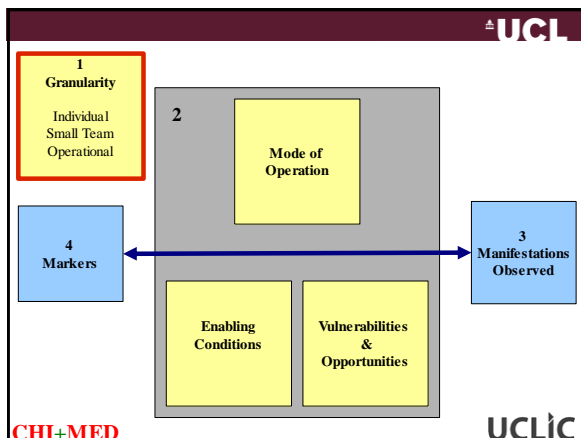 UCL
1
Granularity
Individual
Small Team
Operational
2
Mode of
Operation
4
Markers
3
Manifestations
Observed
Enabling
Conditions
Vulnerabilities
&
Opportunities
CHI+MED
UCLIC